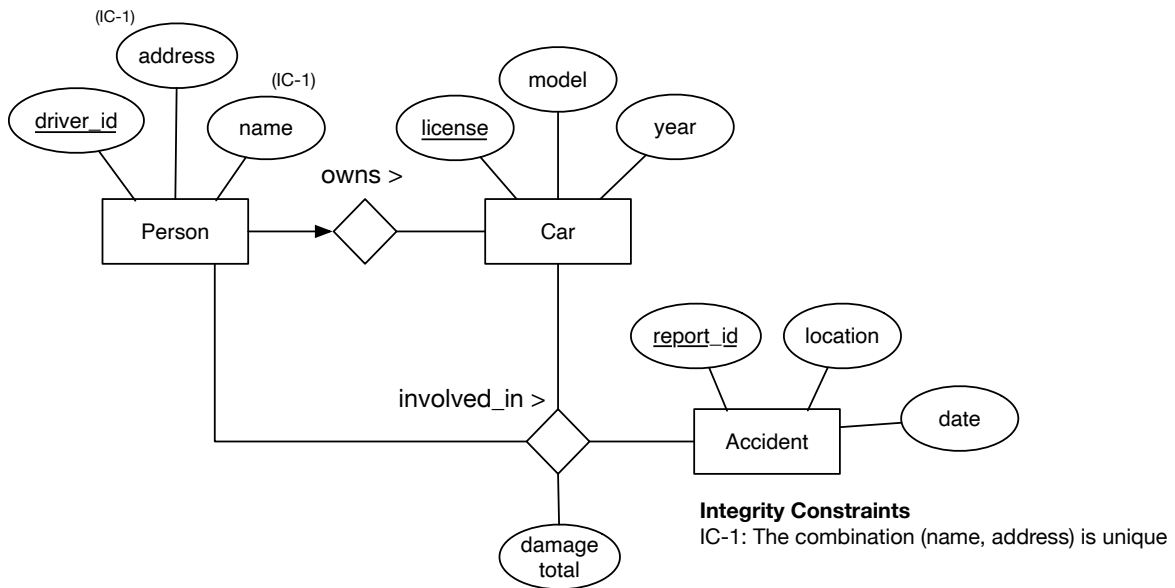 (IC-1)
address
(IC-1)
driver_id
name
model
license
year
owns >
Person
Car
report_id
location
involved_in >
date
Accident
Integrity Constraints
IC-1: The combination (name, address) is unique
damage
total